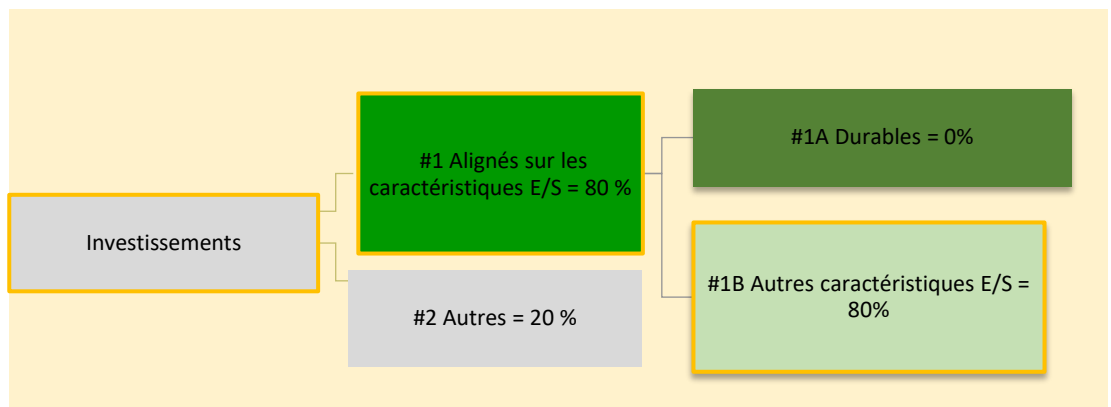 Investissements
#1 Alignés sur les
caractéristiques E/S = 80 %
#2 Autres = 20 %
#1A Durables = 0%
#1B Autres caractéristiques E/S =
80%